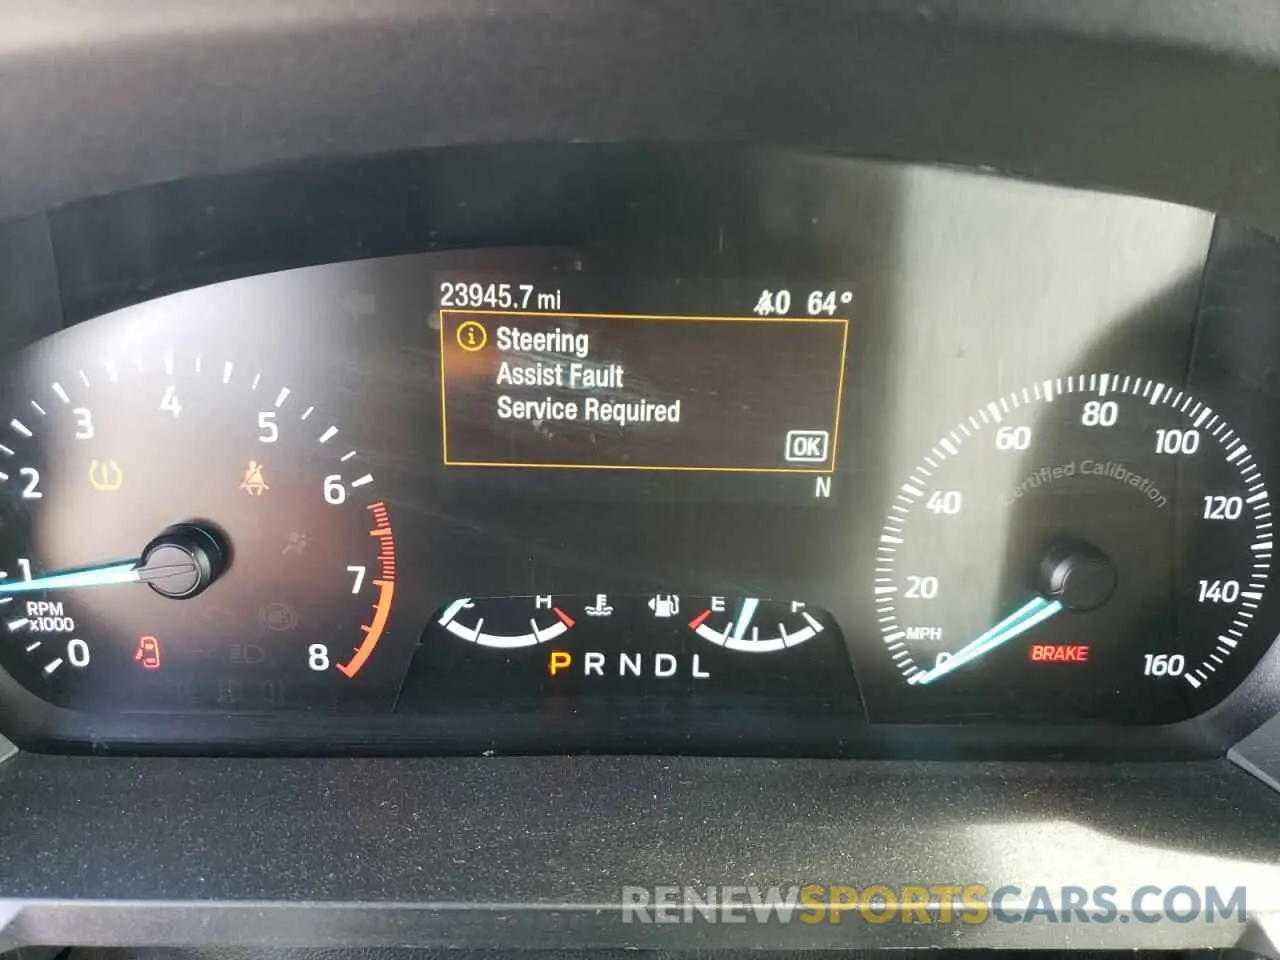 23945.7 mi
0 64°
Steering
Assist Fault
Service Required
OK
N
0 1 2 3 4 5 6 7 8
RPM
x1000
H
E F
P R N D L
0 20 40 60 80 100 120 140 160
MPH
Certified Calibration
BRAKE
RENEWSPORTSCARS.COM